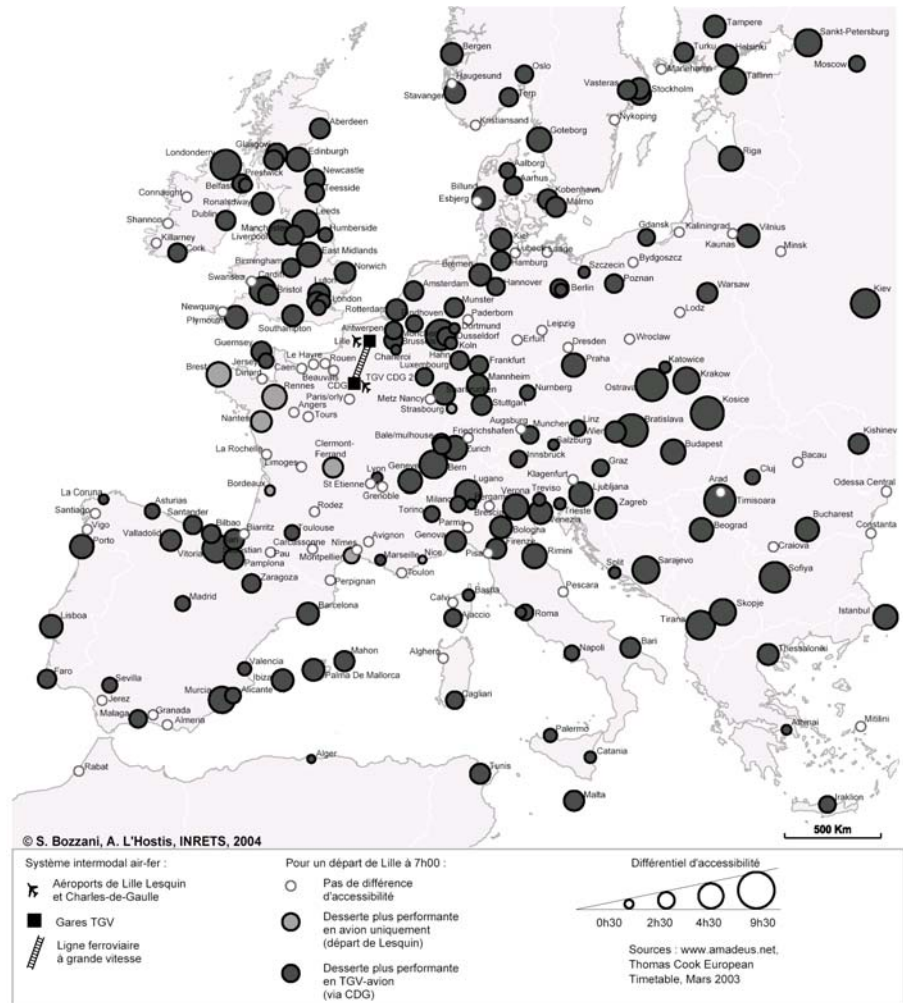 Tampere
Sankt-Petersburg
Bergen
Turku
Helsinki
Oslo
Mariehamn
Moscow
Haugesund
Vasteras
Tallinn
Stavanger
Terp
Stockholm
Kristiansand
Nykoping
Aberdeen
Goteborg
Glasgow
Edinburgh
Riga
Londonderry
Prestwick
Newcastle
Aalborg
Belfast
Teesside
Aarhus
Connaught
Billund
Kobenhavn
Ronaldsway
Esbjerg
Malmo
Dublin
Leeds
Gdansk
Kaliningrad
Vilnius
Shannon
Manchester
Humberside
Kiel
Kaunas
Killarney
Liverpool
Lubeck
Laage
Minsk
Cork
East Midlands
Hamburg
Bydgoszcz
Birmingham
Bremen
Szczecin
Swansea
Cardiff
Norwich
Hannover
Poznan
Luton
Amsterdam
Berlin
Warsaw
Bristol
London
Kiev
Newquay
Rotterdam
Eindhoven
Munster
Paderborn
Lodz
Plymouth
Southampton
Antwerpen
Dortmund
Leipzig
Lille
Dusseldorf
Erfurt
Wroclaw
Guernsey
Koln
Dresden
Jersey
Le Havre
Rouen
Charleroi
Hahn
Frankfurt
Praha
Katowice
Caen
Luxembourg
Brest
Dinard
Beauvais
CDG
TGV CDG 2
Mannheim
Ostrava
Krakow
Rennes
Paris/orly
Metz Nancy
Nurnberg
Kosice
Angers
Strasbourg
Stuttgart
Nantes
Tours
Augsburg
Munchen
Linz
Bratislava
Friedrichshafen
Wien
Kishinev
Clermont-
Ferrand
Bale/mulhouse
Zurich
Salzburg
Budapest
La Rochelle
Innsbruck
Graz
Bacau
Limoges
Lyon
Geneve
Bern
Klagenfurt
Cluj
St Etienne
Lugano
Ljubljana
Arad
Odessa Central
Bordeaux
Grenoble
Treviso
Timisoara
La Coruna
Milano
Bergamo
Verona
Zagreb
Asturias
Rodez
Torino
Brescia
Trieste
Santiago
Santander
Venezia
Bucharest
Constanta
Vigo
Bilbao
Biarritz
Toulouse
Avignon
Parma
Bologna
Beograd
Valladolid
Carcassonne
Nîmes
Genova
Porto
Vitoria
Pau
Montpellier
Marseille
Nice
Pisa
Firenze
Rimini
Craiova
Pamplona
Toulon
Split
Sarajevo
Sofiya
Zaragoza
Perpignan
Calvi
Bastia
Pescara
Madrid
Skopje
Barcelona
Ajaccio
Roma
Istanbul
Lisboa
Tirana
Mahon
Alghero
Napoli
Bari
Thessaloniki
Valencia
Faro
Sevilla
Ibiza
Palma De Mallorca
Murcia
Alicante
Cagliari
Jerez
Granada
Malaga
Almeria
Palermo
Athinai
Mitilini
Alger
Catania
Rabat
Tunis
Malta
Iraklion
© S. Bozzani, A. L'Hostis, INRETS, 2004
500 Km
Système intermodal air-fer :
Aéroports de Lille Lesquin
et Charles-de-Gaulle
Gares TGV
Ligne ferroviaire
à grande vitesse
Pour un départ de Lille à 7h00 :
Pas de différence
d'accessibilité
Desserte plus performante
en avion uniquement
(départ de Lesquin)
Desserte plus performante
en TGV-avion
(via CDG)
Différentiel d'accessibilité
0h30 2h30 4h30 9h30
Sources : www.amadeus.net,
Thomas Cook European
Timetable, Mars 2003